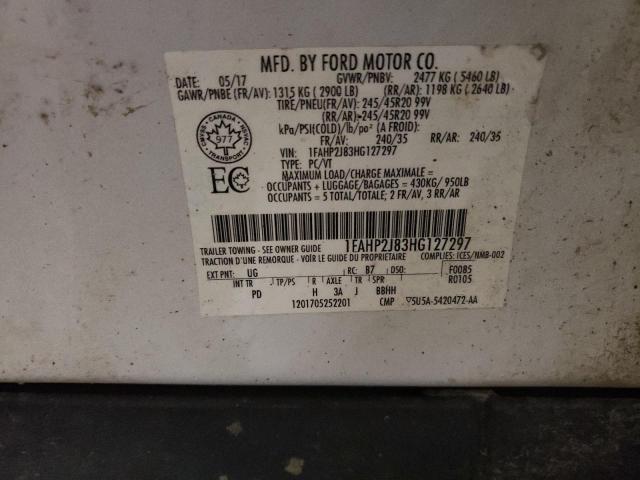 MFD. BY FORD MOTOR CO.
DATE: 05/17 GVWR/PNBV: 2477 KG ( 5460 LB)
GAWR/PNBE (FR/AV): 1315 KG ( 2900 LB) (RR/AR): 1198 KG ( 2640 LB)
TIRE/PNEU(FR/AV): 245/45R20 99V
(RR/AR): 245/45R20 99V
kPa/PSI(COLD)/lb/po² (A FROID):
FR/AV: 240/35 RR/AR: 240/35
CANADA
977
TRANSPORT
VIN: 1FAHP2J83HG127297
TYPE: PC/VT
EC
MAXIMUM LOAD/CHARGE MAXIMALE =
OCCUPANTS + LUGGAGE/BAGAGES = 430KG/ 950LB
OCCUPANTS = 5 TOTAL/TOTALE; 2 FR/AV, 3 RR/AR
1FAHP2J83HG127297
TRAILER TOWING - SEE OWNER GUIDE
TRACTION D'UNE REMORQUE - VOIR LE GUIDE DU PROPRIETAIRE COMPLIES: ICES/NMB-002
EXT PNT: UG RC: B7 DSO: F0085
INT TR TP/PS R AXLE TR SPR R0105
PD H 3A J BBHH
1201705252201 CMP 5U5A-5420472-AA